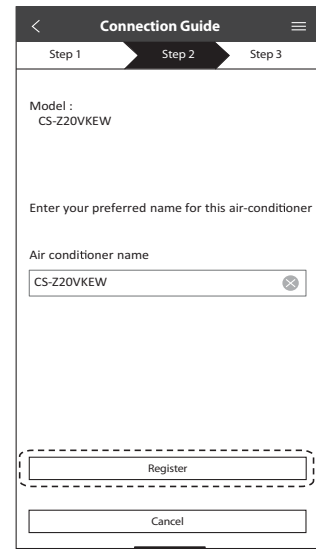 Connection Guide
Step 1 Step 2 Step 3
Model :
CS-Z20VKEW
Enter your preferred name for this air-conditioner
Air conditioner name
CS-Z20VKEW
Register
Cancel